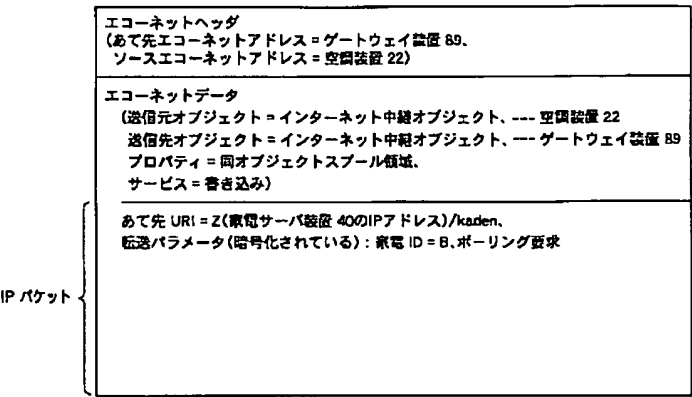 エコーネットヘッダ
(あて先エコーネットアドレス = ゲートウェイ装置 89、
ソースエコーネットアドレス = 空調装置 22)
エコーネットデータ
(送信元オブジェクト = インターネット中継オブジェクト、--- 空調装置 22
送信先オブジェクト = インターネット中継オブジェクト、--- ゲートウェイ装置 89
プロパティ = 同オブジェクトスプール領域、
サービス = 書き込み)
あて先 URI = Z(家電サーバ装置 40のIPアドレス)/kaden、
転送パラメータ(暗号化されている) : 家電 ID = B、ポーリング要求
IP パケット